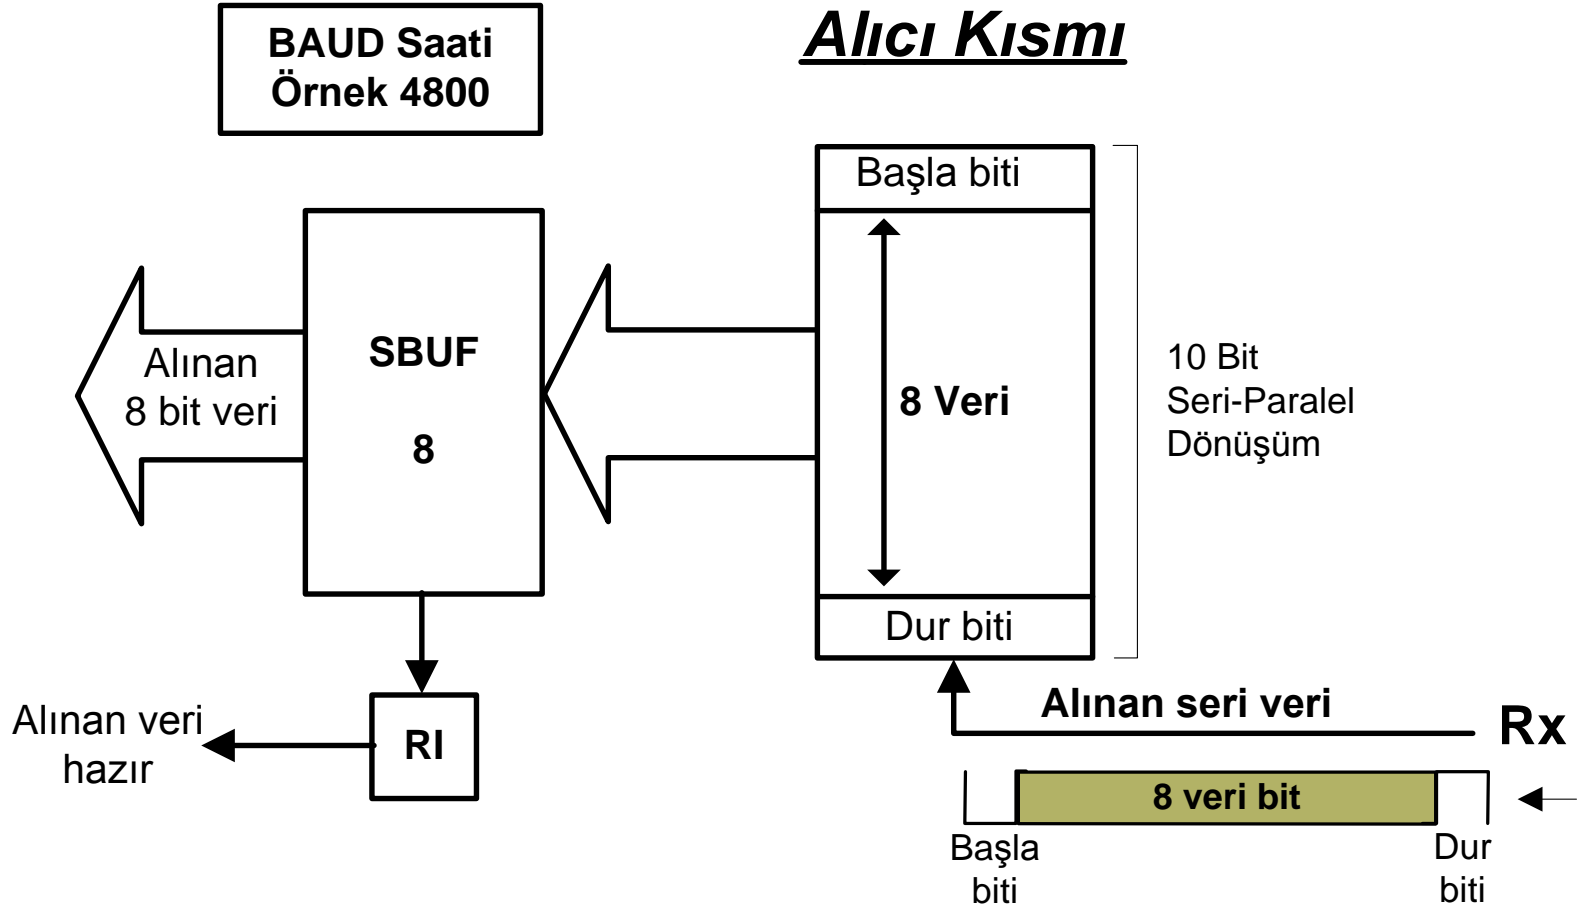 BAUD Saati
Örnek 4800
Alıcı Kısmı
Başla biti
Alınan
8 bit veri
SBUF
8
8 Veri
10 Bit
Seri-Paralel
Dönüşüm
Dur biti
Alınan veri
hazır
RI
Alınan seri veri
Rx
8 veri bit
Başla
biti
Dur
biti